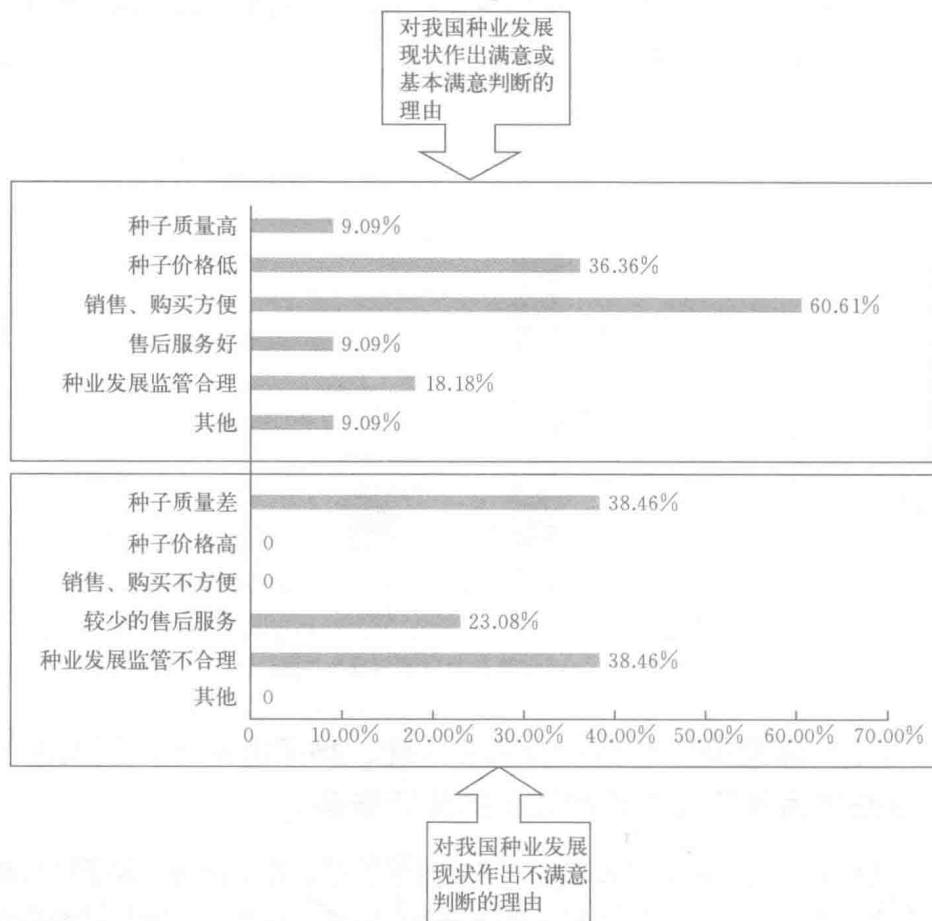 对我国种业发展
现状作出满意或
基本满意判断的
理由
种子质量高 9.09%
种子价格低 36.36%
销售、购买方便 60.61%
售后服务好 9.09%
种业发展监管合理 18.18%
其他 9.09%
种子质量差 38.46%
种子价格高 0
销售、购买不方便 0
较少的售后服务 23.08%
种业发展监管不合理 38.46%
其他 0
0 10.00% 20.00% 30.00% 40.00% 50.00% 60.00% 70.00%
对我国种业发展
现状作出不满意
判断的理由